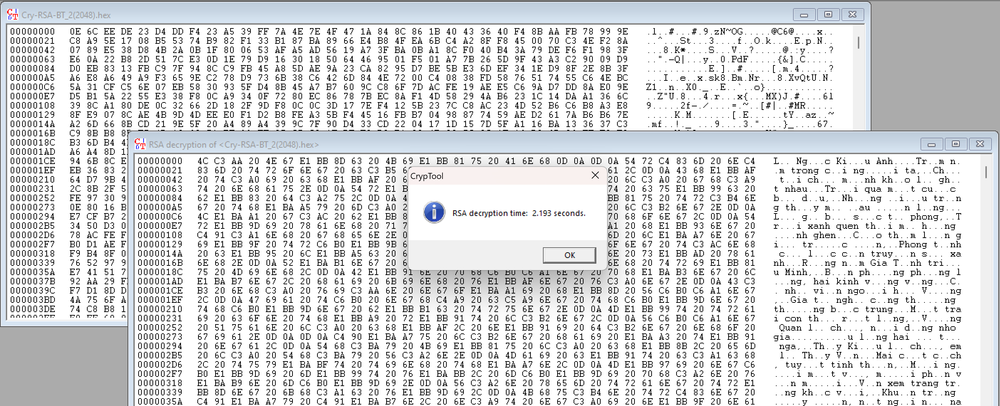 Cry-RSA-BT_2(2048).hex
00000000 0E 6C EE DE 23 D4 DD F4 23 A5 39 FF 7A 4E 7E 4F 47 1A 84 8C 86 1B 40 43 36 40 F4 8B AA FB 78 99 9E .l..#...#.9.zN~OG.....@C6@....x..
00000021 C8 A9 5E 17 08 B5 53 74 B9 82 F1 33 B1 87 BA 89 66 E4 B8 4F EA 6B C4 A2 8F F8 45 00 70 C3 4E F2 8A ..^...St...3....f..O.k....E.p.N..
00000042 07 89 E5 38 D8 4B 2A 0B 1F 80 06 53 AF A5 AD 56 19 A7 3F BA 0B A1 8C F0 40 B4 3A 79 DE F6 F1 98 3F ...8.K*....S...V..?.....@.:y....?
00000063 E6 0A 22 B8 2D 51 7C E3 0D 1E 79 D9 16 30 18 50 64 46 95 01 F5 01 A7 7B 26 5D 9F 43 A3 C2 90 09 D9 ..".-Q|...y..0.PdF.....{&].C.....
00000084 D0 EB 83 13 FB C9 7F 94 8C C9 FB 45 A8 5D AE 9A 23 CA 82 95 D7 BE 5B E3 6D EF 34 1E D9 8F 2E 8B 3F ...........E.]..#.....[.m.4.....?
000000A5 A6 E8 A6 49 A9 F3 65 9E C2 78 D9 73 6B 38 C6 42 6D 84 4E 72 00 C4 08 38 FD 58 76 51 74 55 C6 4E BC ...I..e..x.sk8.Bm.Nr...8.XvQtU.N.
000000C6 5A 31 CF C5 6E 07 EB 58 30 93 5F D4 8B 45 A7 B7 60 9C C8 6F 7D AC FE 19 AE E5 C6 9A D7 DD 8A E0 9E Z1..n..X0._..E..`..o}............
000000E7 D5 B1 5A 22 55 E3 38 F8 0C A9 34 0F 72 80 EC 86 78 7B EC 8A F1 4D 58 29 4A B6 23 1C 14 DA A1 36 6C ..Z"U.8...4.r...x{...MX)J.#....6l
00000108 39 8C A1 80 DE 0C 32 66 2D 18 2F 9D F8 0C 0C 3D 17 7E F4 12 5B 23 7C C8 AC 23 4D 52 B6 C6 B8 A3 E8 9.....2f-./....=.~..[#|..#MR.....
00000129 8F E9 07 8C AE 4B 9D 4D EE E0 F1 D2 B8 FE A3 5B F4 45 16 FB B7 04 98 87 74 59 AE D2 61 7A B6 B6 7E .....K.M.......[.E......tY..az..~
0000014A A2 6D 66 8B CD 21 9E 5F 20 A4 89 A4 39 9C 7F 90 D4 33 CD 22 04 17 1D 15 7D 5F A1 16 BA 13 36 37 C3 .mf..!._ ...9....3."....}_....67.
0000016B C9 8B B8
0000018C B3 6D B4
000001AD A6 A4 8D
000001CE 94 6B 8C
000001EF EB 36 83
00000210 64 D7 9B
00000231 2C 8B 2F
00000252 FE 97 30
00000273 0E 80 16
00000294 E7 CF B7
000002B5 34 50 D3
000002D6 78 AC FE
000002F7 B0 D1 AE
00000318 F9 B4 8F
00000339 76 52 97
0000035A E7 41 51
0000037B 92 AA 29
0000039C F7 D1 8D
000003BD 4A 75 6F
000003DE 74 C8 B8
RSA decryption of <Cry-RSA-BT_2(2048).hex>
00000000 4C C3 AA 20 4E 67 E1 BB 8D 63 20 4B 69 E1 BB 81 75 20 41 6E 68 0D 0A 0D 0A 54 72 C4 83 6D 20 6E C4 L.. Ng...c Ki...u Anh....Tr..m n.
00000021 83 6D 20 74 72 6F 6E 67 20 63 C3 B5 61 2C 0D 0A 43 68 E1 BB AF .m trong c..i ng.....i ta,..Ch...
00000042 20 74 C3 A0 69 20 63 68 E1 BB AF 20 20 6C C3 A0 20 67 68 C3 A9 t..i ch... m...nh kh..o l.. gh..
00000063 74 20 6E 68 61 75 2E 0D 0A 54 72 E1 74 20 63 75 E1 BB 99 63 20 t nhau...Tr...i qua m...t cu...c
00000084 62 E1 BB 83 20 64 C3 A2 75 2C 0D 0A BB 81 75 20 74 72 C3 B4 6E b... d..u,..Nh...ng ..i...u tr..n
000000A5 67 20 74 68 E1 BA A5 79 20 6D C3 A0 20 6C C3 B2 6E 67 2E 0D 0A g th...y m.. ..au ......n l..ng...
000000C6 4C E1 BA A1 20 67 C3 AC 20 62 E1 BB 70 68 6F 6E 67 2C 0D 0A 54 L... g.. b... s...c t.. phong,..T
000000E7 72 E1 BB 9D 69 20 78 61 6E 68 20 71 A1 20 68 E1 BB 93 6E 67 20 r...i xanh quen th..i m.. h...ng
00000108 C4 91 C3 A1 6E 68 20 67 68 65 6E 2E 6D 20 6C E1 BA A7 6E 20 67 ....nh ghen...C...o th..m l...n g
00000129 69 E1 BB 9F 20 74 72 C6 B0 E1 BB 9B 6F 6E 67 20 74 C3 AC 6E 68 i... tr.....c ....n,..Phong t..nh
0000014A 20 63 E1 BB 95 20 6C E1 BB A5 63 20 6E 20 73 E1 BB AD 20 78 61 c... l...c c..n truy...n s... xa
0000016B 6E 68 2E 0D 0A 52 E1 BA B1 6E 67 20 6E 68 20 74 72 69 E1 BB 81 nh...R...ng n..m Gia T..nh tri...
0000018C 75 20 4D 69 6E 68 2C 0D 0A 42 E1 BB 91 6E 20 70 68 C6 B0 C6 A1 6E 67 20 70 68 E1 BA B3 6E 67 20 6C u Minh,..B...n ph....ng ph...ng l
000001AD E1 BA B7 6E 67 2C 20 68 61 69 20 6B 69 6E 68 20 76 E1 BB AF 6E 67 20 76 C3 A0 6E 67 2E 0D 0A 43 C3 ...ng, hai kinh v...ng v..ng...C.
000001CE B3 20 6E 68 C3 A0 20 76 69 C3 AA 6E 20 6E 67 6F E1 BA A1 69 20 68 E1 BB 8D 20 56 C6 B0 C6 A1 6E 67 . nh.. vi..n ngo...i h... V....ng
000001EF 2C 0D 0A 47 69 61 20 74 C6 B0 20 6E 67 68 C4 A9 20 63 C5 A9 6E 67 20 74 68 C6 B0 E1 BB 9D 6E 67 20 ,..Gia t.. ngh.. c..ng th.....ng
00000210 74 68 C6 B0 E1 BB 9D 6E 67 20 62 E1 BB B1 63 20 74 72 75 6E 67 2E 0D 0A 4D E1 BB 99 74 20 74 72 61 th.....ng b...c trung...M...t tra
00000231 69 20 63 6F 6E 20 74 68 E1 BB A9 20 72 E1 BB 91 74 20 6C C3 B2 6E 67 2C 0D 0A 56 C6 B0 C6 A1 6E 67 i con th... r...t l..ng,..V....ng
00000252 20 51 75 61 6E 20 6C C3 A0 20 63 68 E1 BB AF 2C 20 6E E1 BB 91 69 20 64 C3 B2 6E 67 20 6E 68 6F 20 Quan l.. ch..., n...i d..ng nho
00000273 67 69 61 2E 0D 0A 0D 0A C4 90 E1 BA A7 75 20 6C C3 B2 6E 67 20 68 61 69 20 E1 BA A3 20 74 E1 BB 91 gia..........u l..ng hai ... t...
00000294 20 6E 67 61 2C 0D 0A 54 68 C3 BA 79 20 4B 69 E1 BB 81 75 20 6C C3 A0 20 63 68 E1 BB 8B 2C 20 65 6D nga,..Th..y Ki...u l.. ch..., em
000002B5 20 6C C3 A0 20 54 68 C3 BA 79 20 56 C3 A2 6E 2E 0D 0A 4D 61 69 20 63 E1 BB 91 74 20 63 C3 A1 63 68 l.. Th..y V..n...Mai c...t c..ch
000002D6 2C 20 74 75 79 E1 BA BF 74 20 74 69 6E 68 20 74 68 E1 BA A7 6E 2C 0D 0A 4D E1 BB 97 69 20 6E 67 C6 , tuy...t tinh th...n,..M...i ng.
000002F7 B0 E1 BB 9D 69 20 6D E1 BB 99 74 20 76 E1 BA BB 2C 20 6D C6 B0 E1 BB 9D 69 20 70 68 C3 A2 6E 20 76 ....i m...t v..., m.....i ph..n v
00000318 E1 BA B9 6E 20 6D C6 B0 E1 BB 9D 69 2E 0D 0A 56 C3 A2 6E 20 78 65 6D 20 74 72 61 6E 67 20 74 72 E1 ...n m.....i...V..n xem trang tr.
00000339 BB 8D 6E 67 20 6B 68 C3 A1 63 20 76 E1 BB 9D 69 2C 0D 0A 4B 68 75 C3 B4 6E 20 74 72 C4 83 6E 67 20 ..ng kh..c v...i,..Khu..n tr..ng
0000035A C4 91 E1 BA A7 79 20 C4 91 E1 BA B7 6E 2C 20 6E C3 A9 74 20 6E 67 C3 A0 69 20 6E E1 BB 9F 20 6E 61 .....y .....n, n..t ng..i n... na
CrypTool
RSA decryption time: 2.193 seconds.
OK